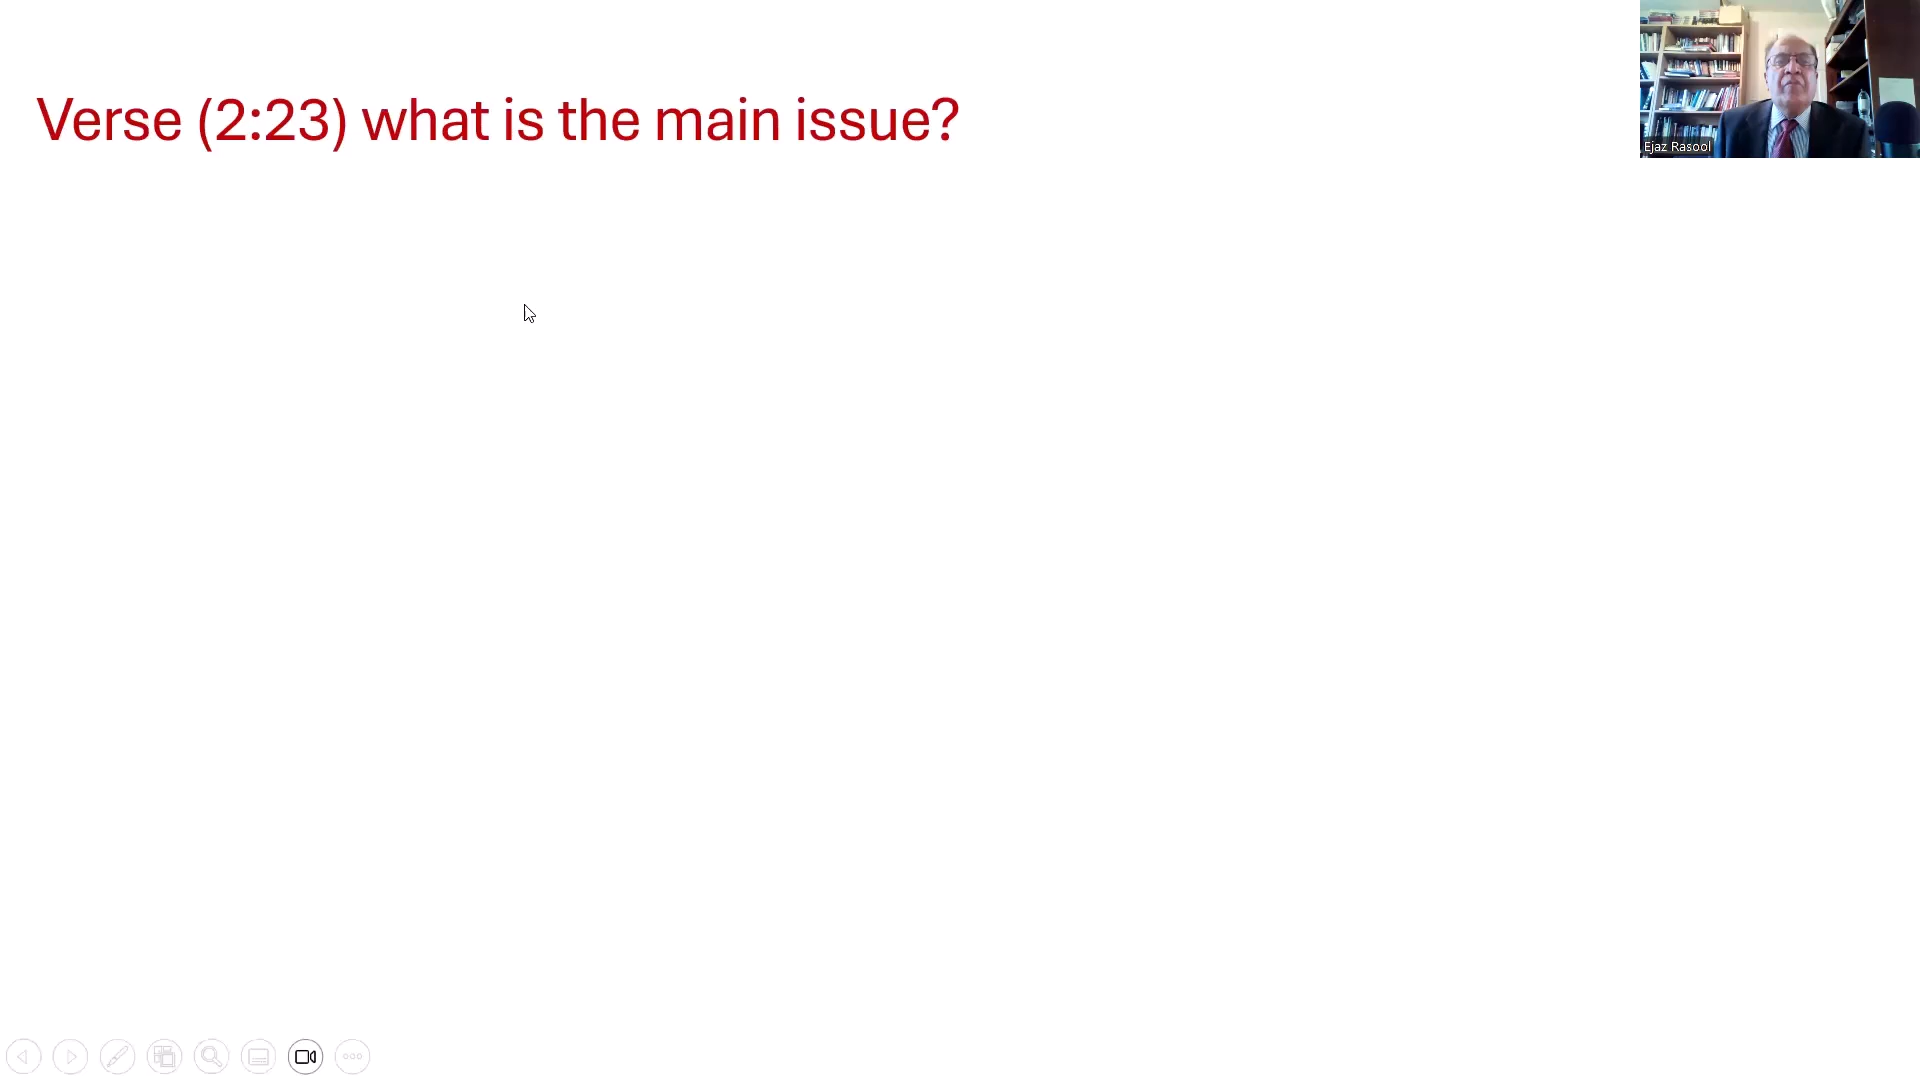 Verse (2:23) what is the main issue?
Ejaz Rasool